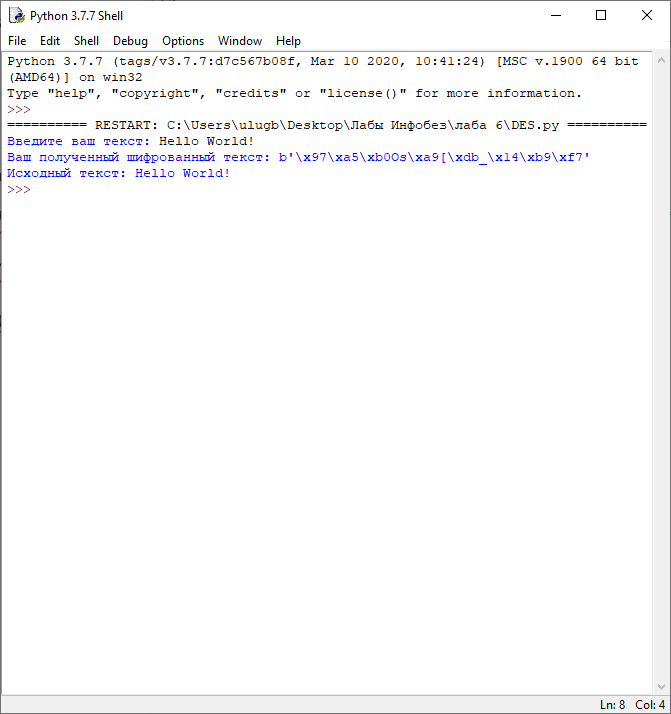 Python 3.7.7 Shell
File Edit Shell Debug Options Window Help
Python 3.7.7 (tags/v3.7.7:d7c567b08f, Mar 10 2020, 10:41:24) [MSC v.1900 64 bit
(AMD64)] on win32
Type "help", "copyright", "credits" or "license()" for more information.
>>>
========== RESTART: C:\Users\ulugb\Desktop\Лабы Инфобез\лаба 6\DES.py ==========
Введите ваш текст: Hello World!
Ваш полученный шифрованный текст: b'\x97\xa5\xb0Os\xa9[\xdb_\x14\xb9\xf7'
Исходный текст: Hello World!
>>>
Ln: 8 Col: 4